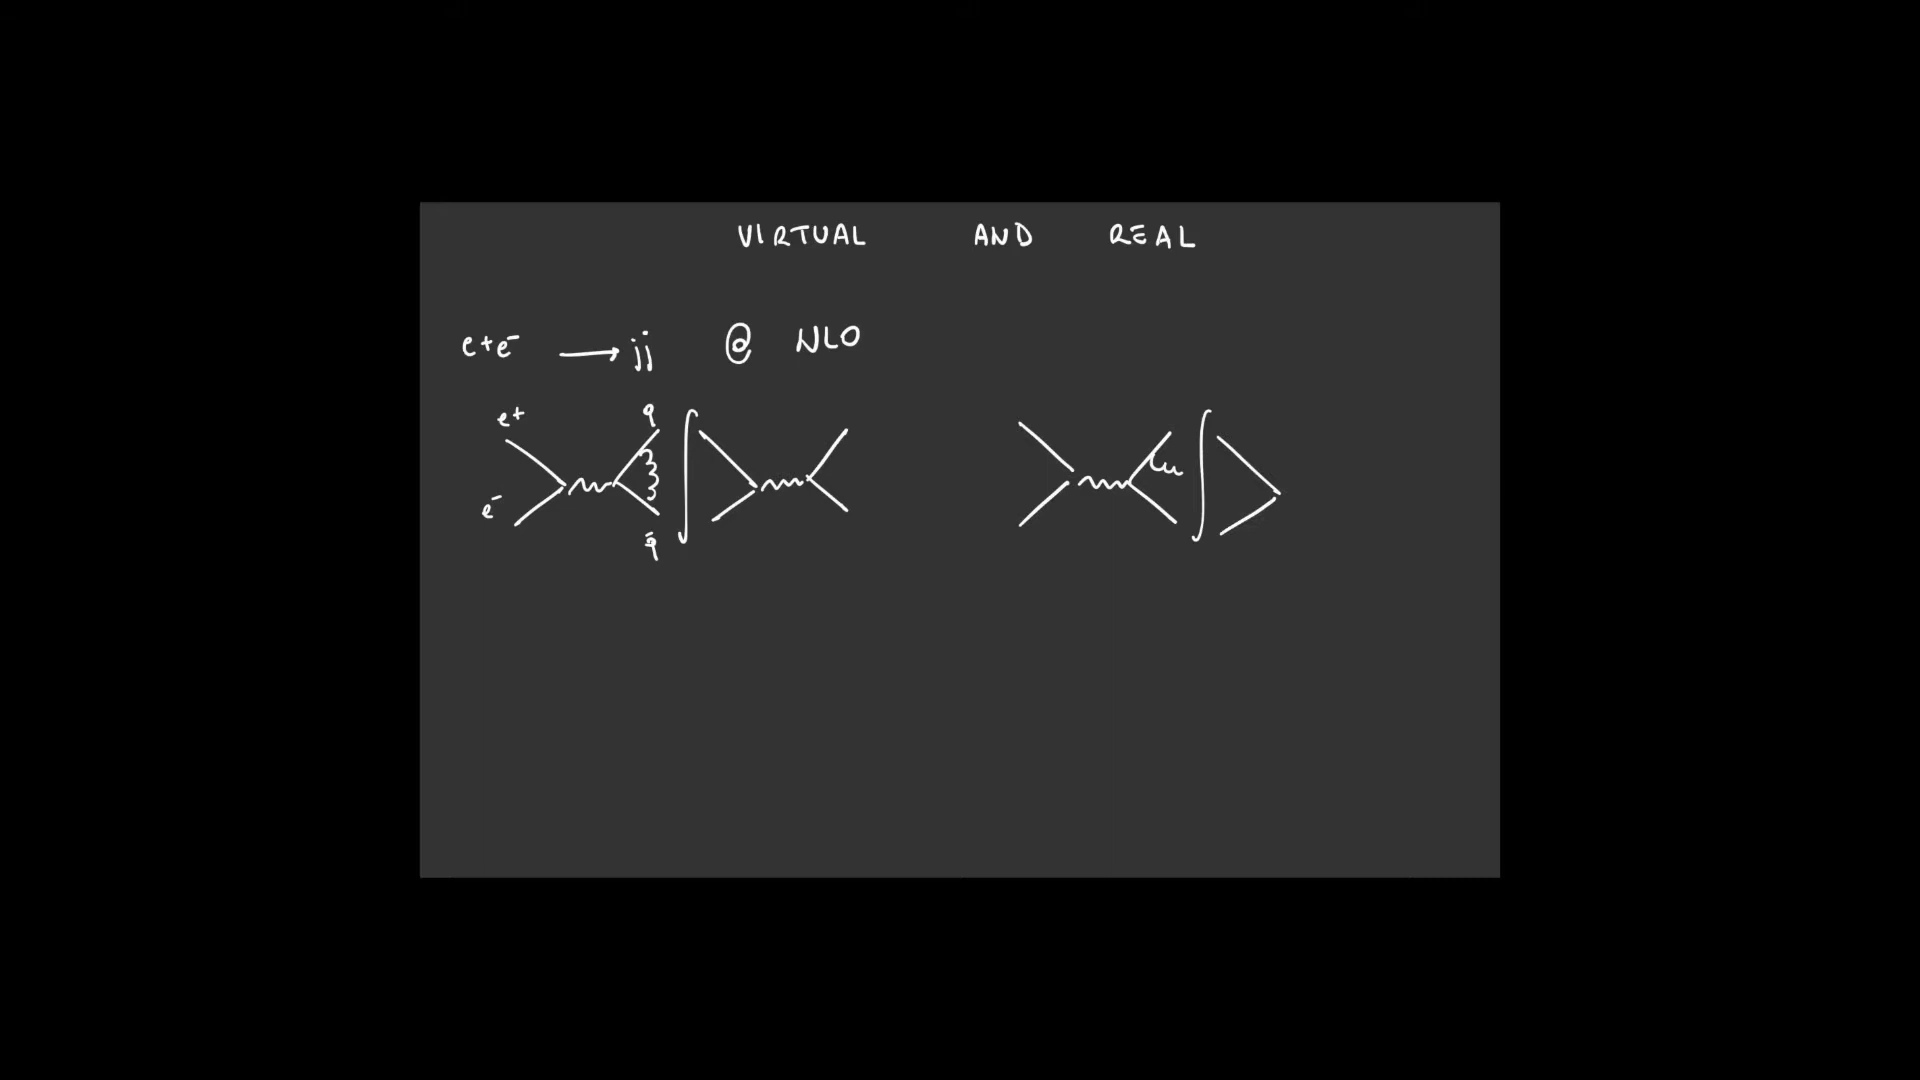 VIRTUAL AND REAL
e+e- → jj @ NLO
e+ q
e- q̄